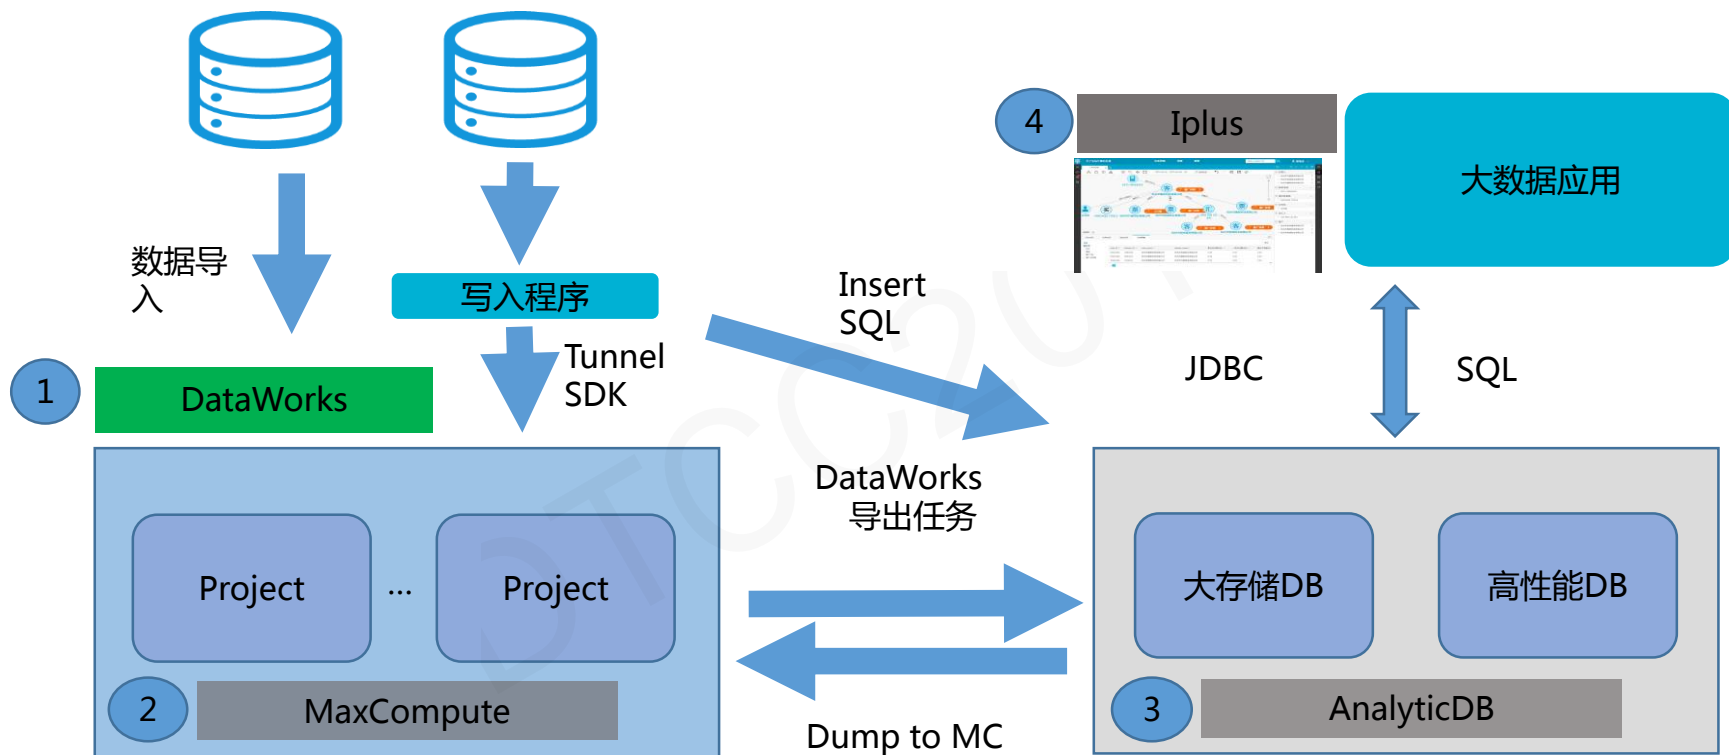 4
Iplus
大数据应用
数据导
入
写入程序
Insert
SQL
Tunnel
SDK
JDBC
SQL
1
DataWorks
DataWorks
导出任务
Project
...
Project
大存储DB
高性能DB
2
MaxCompute
3
AnalyticDB
Dump to MC
DTCC201